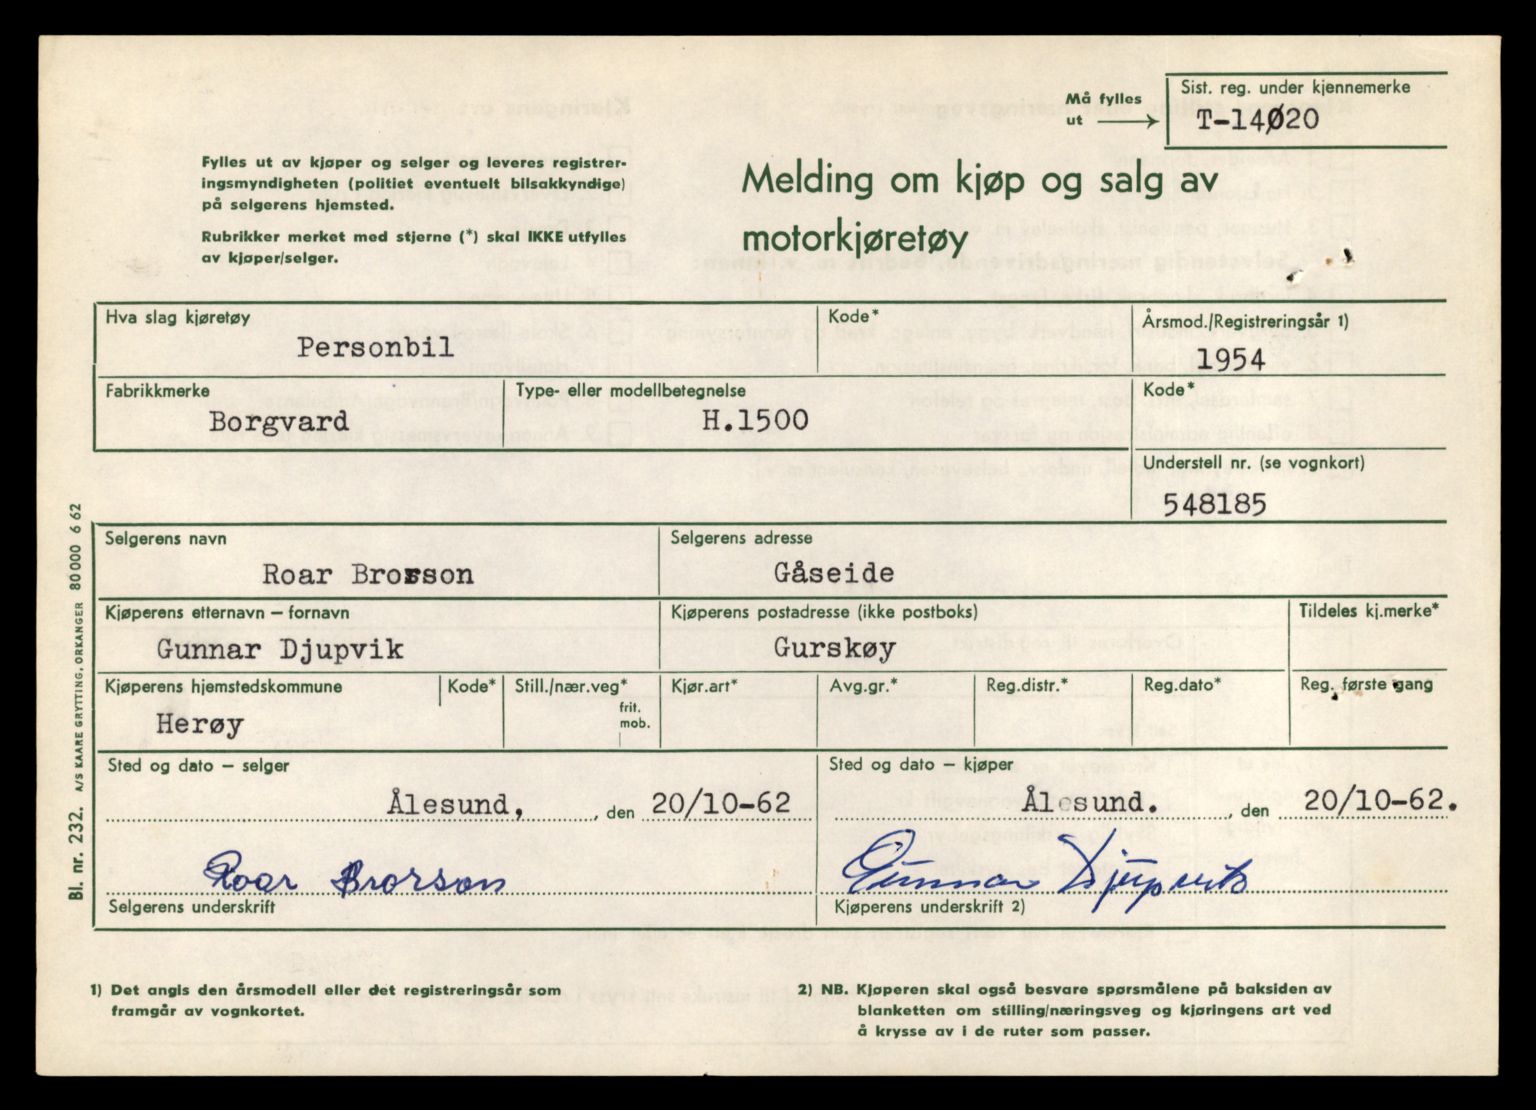 Må fylles
ut
Sist. reg. under kjennemerke
T-14020
Fylles ut av kjøper og selger og leveres registrer-
ingsmyndigheten (politiet eventuelt bilsakkyndige)
på selgerens hjemsted.
Rubrikker merket med stjerne (*) skal IKKE utfylles
av kjøper/selger.
Melding om kjøp og salg av
motorkjøretøy
Hva slag kjøretøy
Personbil
Kode*
Årsmod./Registreringsår 1)
1954
Fabrikkmerke
Borgvard
Type- eller modellbetegnelse
H.1500
Kode*
Understell nr. (se vognkort)
548185
Selgerens navn
Roar Brorson
Selgerens adresse
Gåseide
Kjøperens etternavn – fornavn
Gunnar Djupvik
Kjøperens postadresse (ikke postboks)
Gurskøy
Tildeles kj.merke*
Kjøperens hjemstedskommune
Herøy
Kode*
Still./nær.veg*
frit.
mob.
Kjør.art*
Avg.gr.*
Reg.distr.*
Reg.dato*
Reg. første gang
Sted og dato – selger
Ålesund, , den 20/10-62
Sted og dato – kjøper
Ålesund. , den 20/10-62.
Roar Brorson
Selgerens underskrift
Gunnar Djupvik
Kjøperens underskrift 2)
1) Det angis den årsmodell eller det registreringsår som
framgår av vognkortet.
2) NB. Kjøperen skal også besvare spørsmålene på baksiden av
blanketten om stilling/næringsveg og kjøringens art ved
å krysse av i de ruter som passer.
Bl. nr. 232. A/S KAARE GRYTTING, ORKANGER 80000 6 62